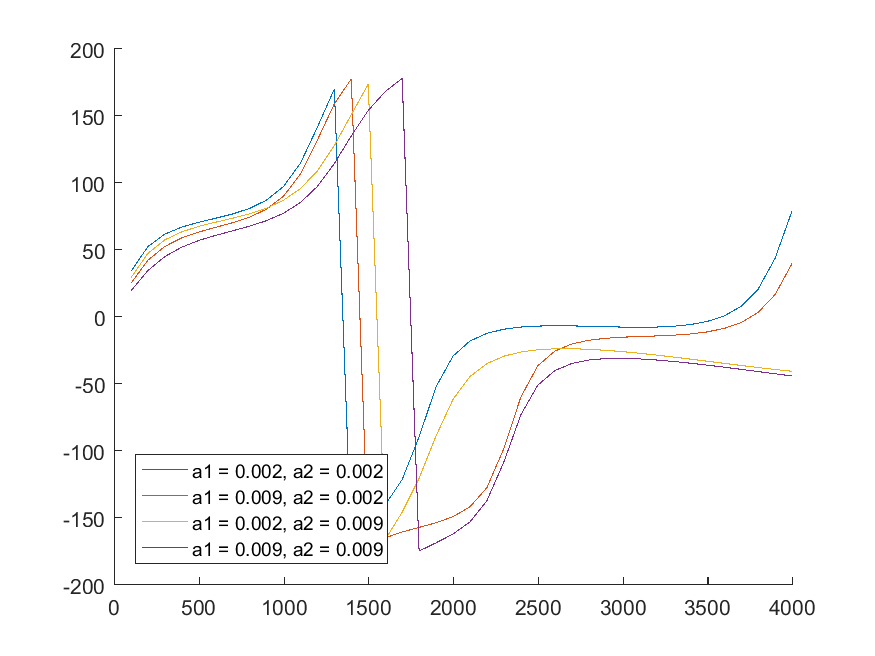 200
150
100
50
0
-50
-100
-150
-200
a1 = 0.002, a2 = 0.002
a1 = 0.009, a2 = 0.002
a1 = 0.002, a2 = 0.009
a1 = 0.009, a2 = 0.009
0 500 1000 1500 2000 2500 3000 3500 4000